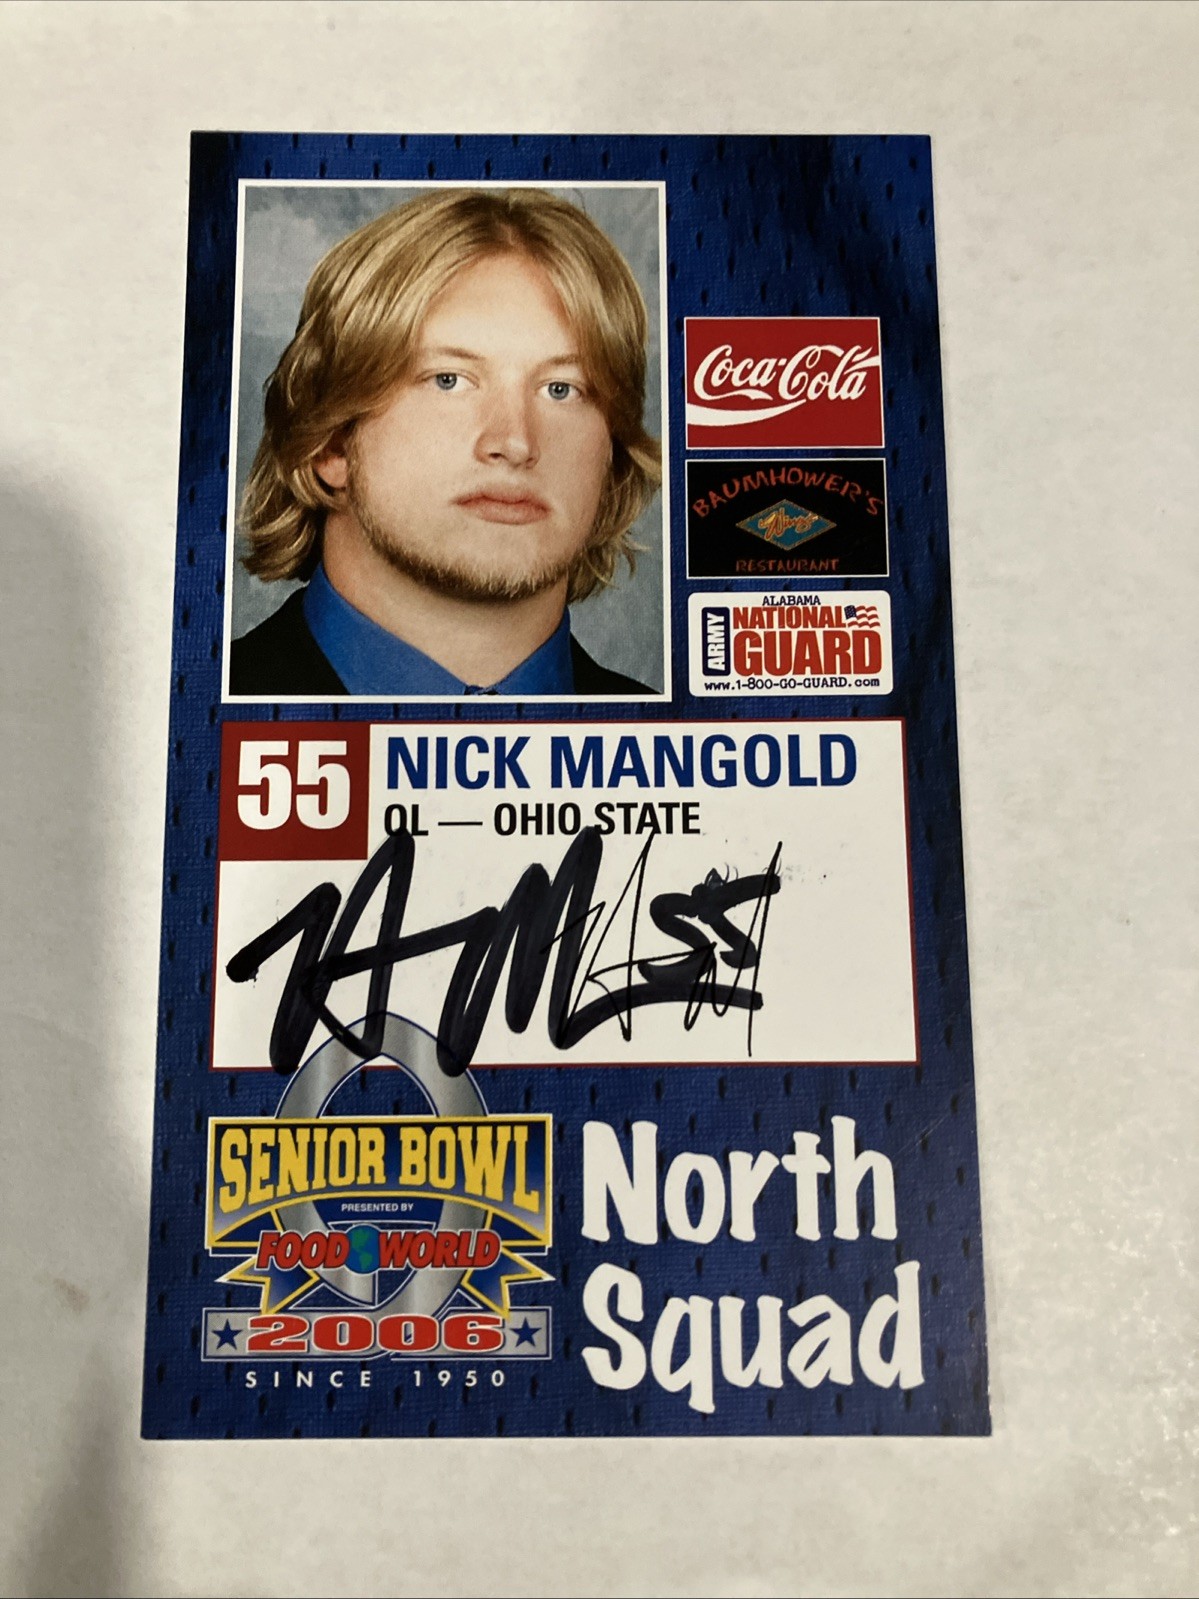 Coca-Cola
BAUMHOWER'S
Wings
RESTAURANT
ALABAMA
ARMY
NATIONAL
GUARD
www.1-800-GO-GUARD.com
55
NICK MANGOLD
OL — OHIO STATE
55
SENIOR BOWL
PRESENTED BY
FOOD WORLD
2006
SINCE 1950
North
Squad